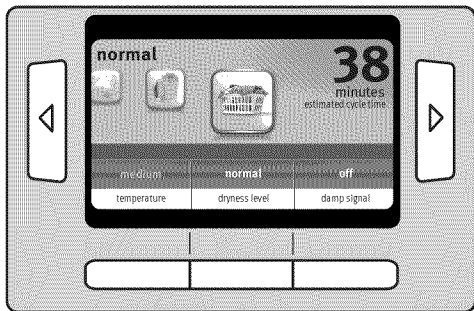 normal
38
minutes
estimated cycle time
medium normal off
temperature dryness level damp signal